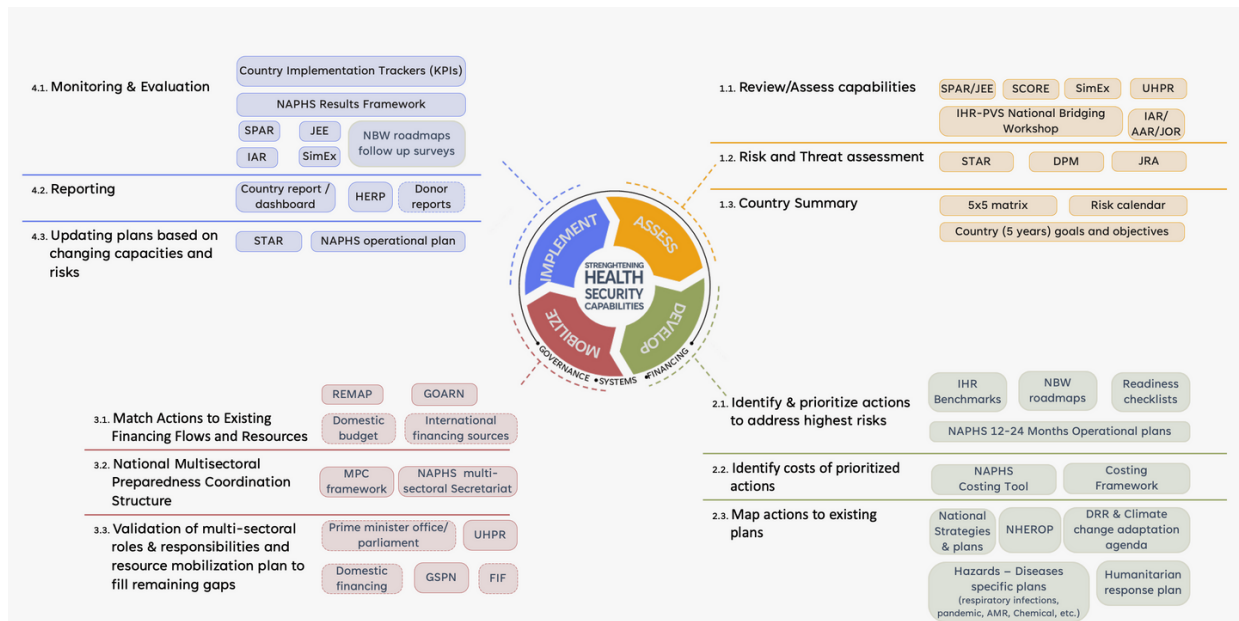 4.1. Monitoring & Evaluation
Country Implementation Trackers (KPIs)
NAPHS Results Framework
SPAR
JEE
NBW roadmaps
follow up surveys
IAR
SimEx
4.2. Reporting
Country report /
dashboard
HERP
Donor
reports
4.3. Updating plans based on
changing capacities and
risks
STAR
NAPHS operational plan
1.1. Review/Assess capabilities
SPAR/JEE
SCORE
SimEx
UHPR
IHR-PVS National Bridging
Workshop
IAR/
AAR/JOR
1.2. Risk and Threat assessment
STAR
DPM
JRA
1.3. Country Summary
5x5 matrix
Risk calendar
Country (5 years) goals and objectives
IMPLEMENT
ASSESS
DEVELOP
MOBILIZE
STRENGHTENING
HEALTH
SECURITY
CAPABILITIES
•GOVERNANCE •SYSTEMS •FINANCING•
REMAP
GOARN
3.1. Match Actions to Existing
Financing Flows and Resources
Domestic
budget
International
financing sources
3.2. National Multisectoral
Preparedness Coordination
Structure
MPC
framework
NAPHS multi-
sectoral Secretariat
3.3. Validation of multi-sectoral
roles & responsibilities and
resource mobilization plan to
fill remaining gaps
Prime minister office/
parliament
UHPR
Domestic
financing
GSPN
FIF
2.1. Identify & prioritize actions
to address highest risks
IHR
Benchmarks
NBW
roadmaps
Readiness
checklists
NAPHS 12-24 Months Operational plans
2.2. Identify costs of prioritized
actions
NAPHS
Costing Tool
Costing
Framework
2.3. Map actions to existing
plans
National
Strategies
& plans
NHEROP
DRR & Climate
change adaptation
agenda
Hazards – Diseases
specific plans
(respiratory infections,
pandemic, AMR, Chemical, etc.)
Humanitarian
response plan